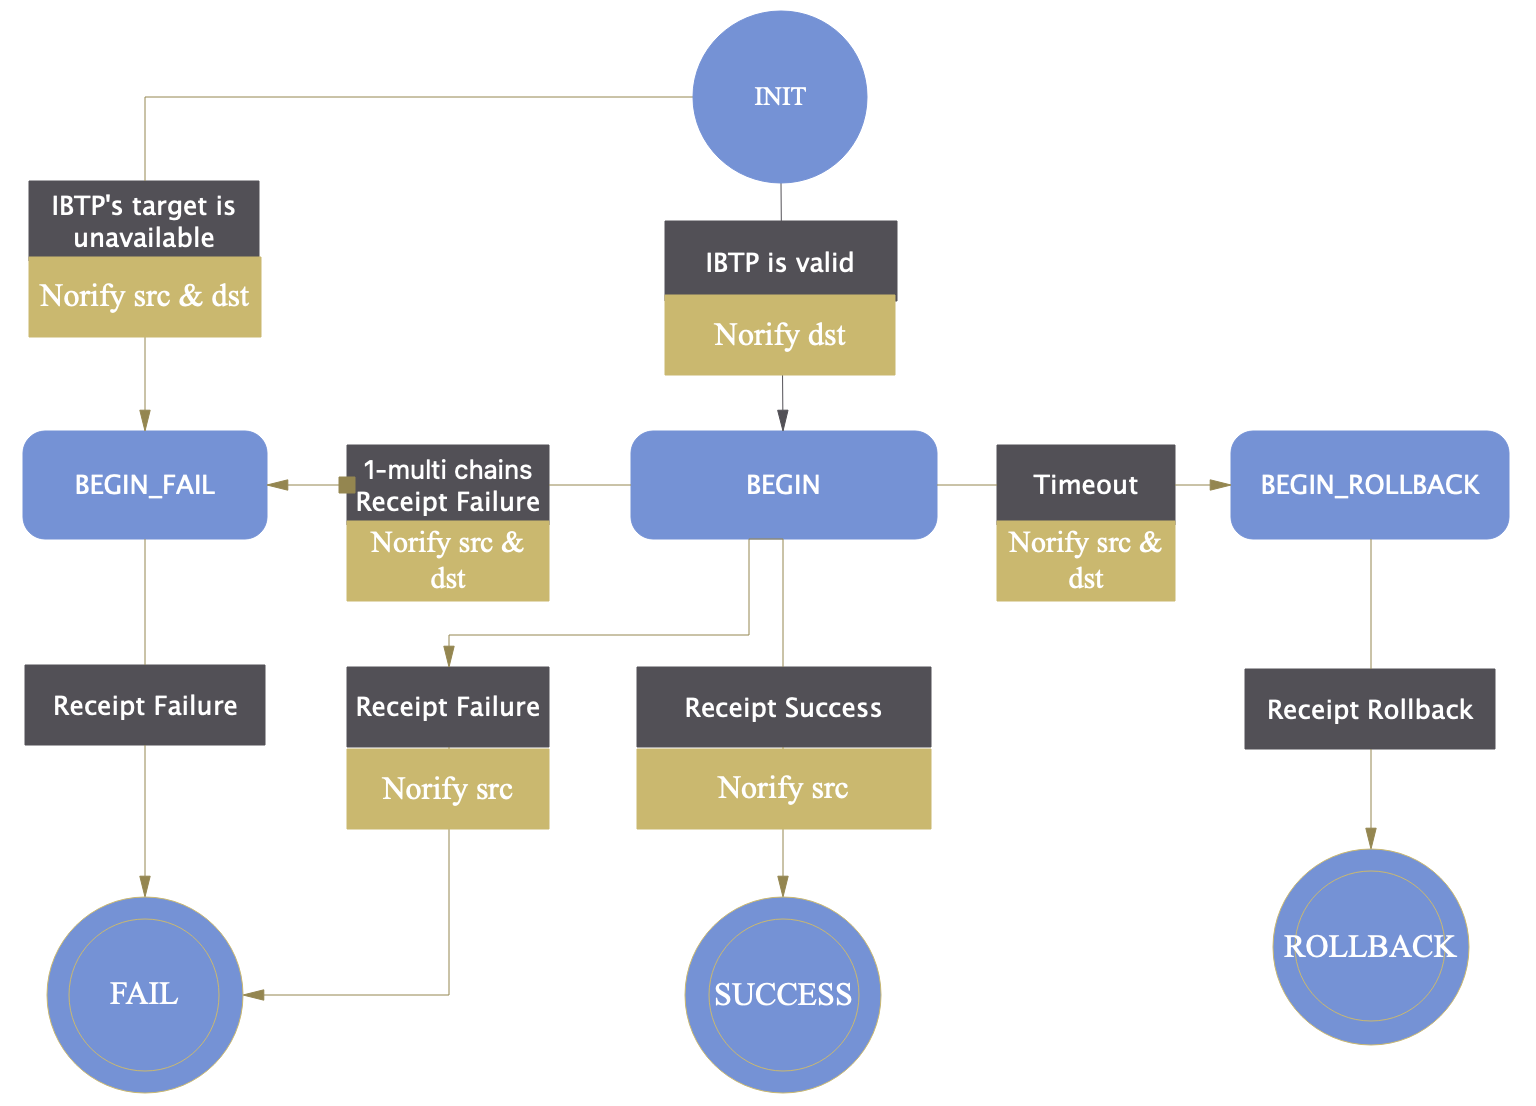 INIT
IBTP's target is
unavailable
Norify src & dst
IBTP is valid
Norify dst
BEGIN_FAIL
1-multi chains
Receipt Failure
Norify src &
dst
BEGIN
Timeout
Norify src &
dst
BEGIN_ROLLBACK
Receipt Failure
Receipt Failure
Norify src
Receipt Success
Norify src
Receipt Rollback
FAIL
SUCCESS
ROLLBACK